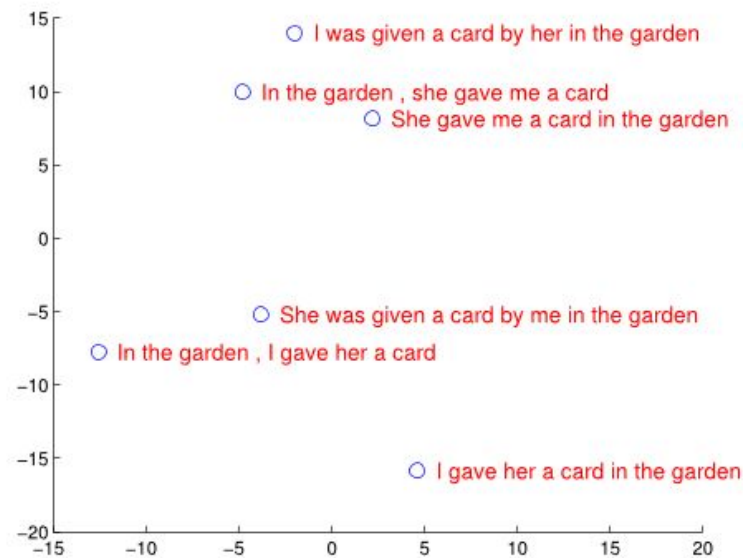 15
I was given a card by her in the garden
10
In the garden , she gave me a card
She gave me a card in the garden
5
0
−5
She was given a card by me in the garden
In the garden , I gave her a card
−10
−15
I gave her a card in the garden
−20
−15 −10 −5 0 5 10 15 20